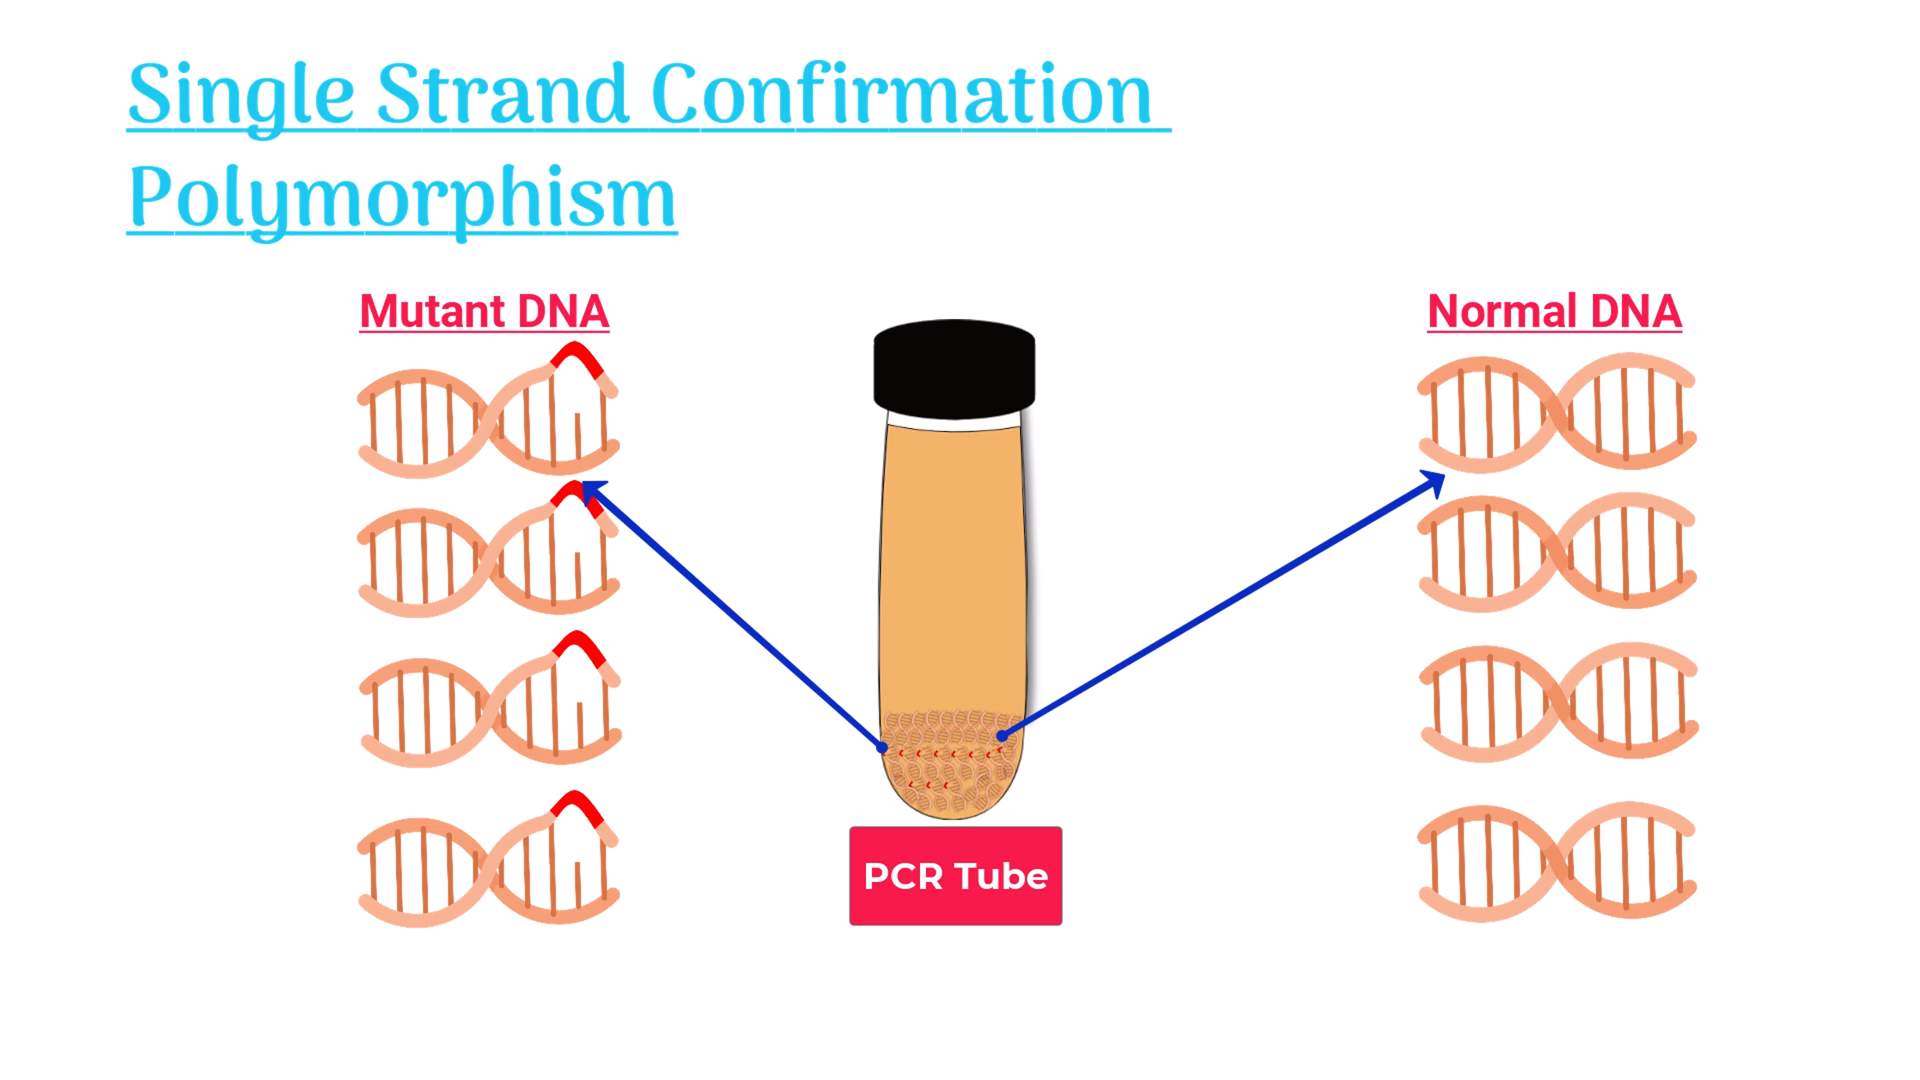 Single Strand Confirmation
Polymorphism
Mutant DNA
Normal DNA
PCR Tube